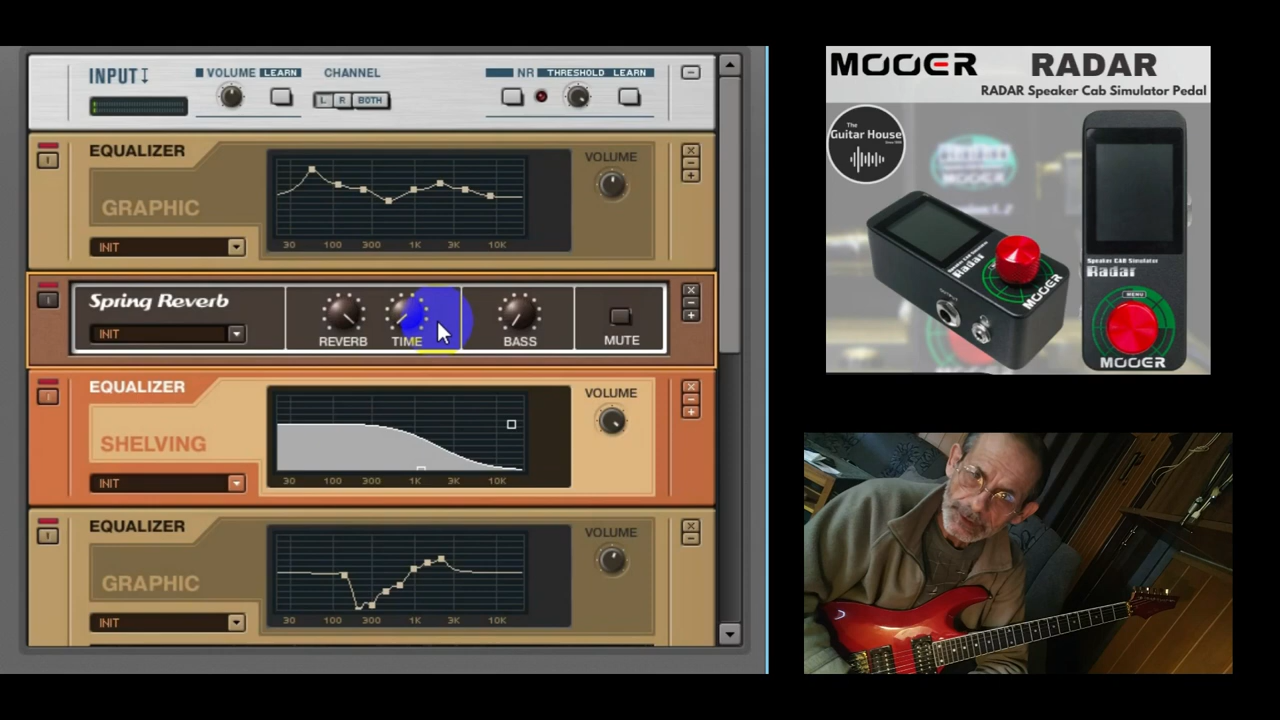 INPUT
VOLUME LEARN
CHANNEL
L R BOTH
NR THRESHOLD LEARN
EQUALIZER
GRAPHIC
INIT
30 100 300 1K 3K 10K
VOLUME
Spring Reverb
INIT
REVERB TIME BASS MUTE
EQUALIZER
SHELVING
INIT
30 100 300 1K 3K 10K
VOLUME
EQUALIZER
GRAPHIC
INIT
30 100 300 1K 3K 10K
VOLUME
MOOER RADAR
RADAR Speaker Cab Simulator Pedal
The
Guitar House
MOOER
Radar
MOOER
Speaker CAB Simulator
Radar
MENU
MOOER